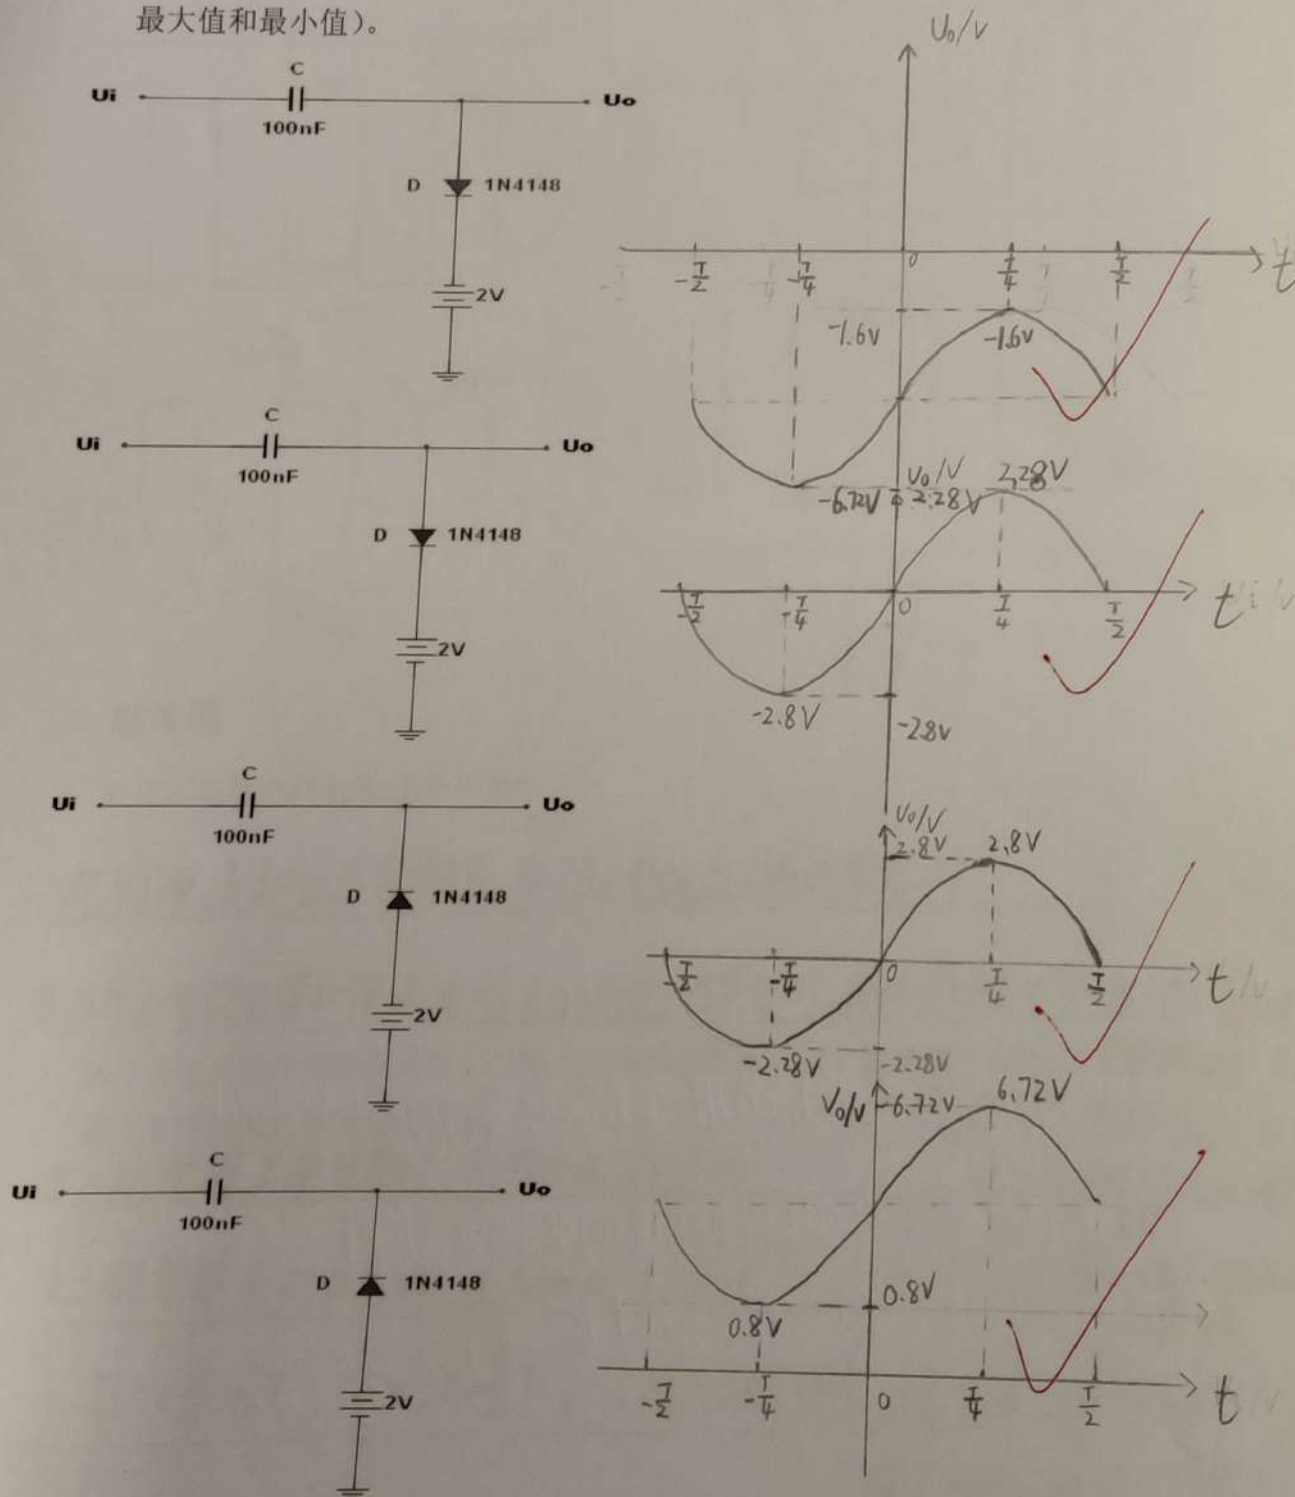 最大值和最小值）。
U₀/V
C
Ui
Uo
100nF
D
1N4148
2V
-T/2
-T/4
0
T/4
T/2
t
-1.6V
-1.6V
-6.72V
C
Ui
Uo
100nF
D
1N4148
2V
U₀/V
2.28V
2.28V
-T/2
-T/4
0
T/4
T/2
t
-2.8V
-2.8V
C
Ui
Uo
100nF
D
1N4148
2V
U₀/V
2.8V
2.8V
-T/2
-T/4
0
T/4
T/2
t
-2.28V
-2.28V
C
Ui
Uo
100nF
D
1N4148
2V
V₀/V
6.72V
6.72V
0.8V
0.8V
-T/2
-T/4
0
T/4
T/2
t